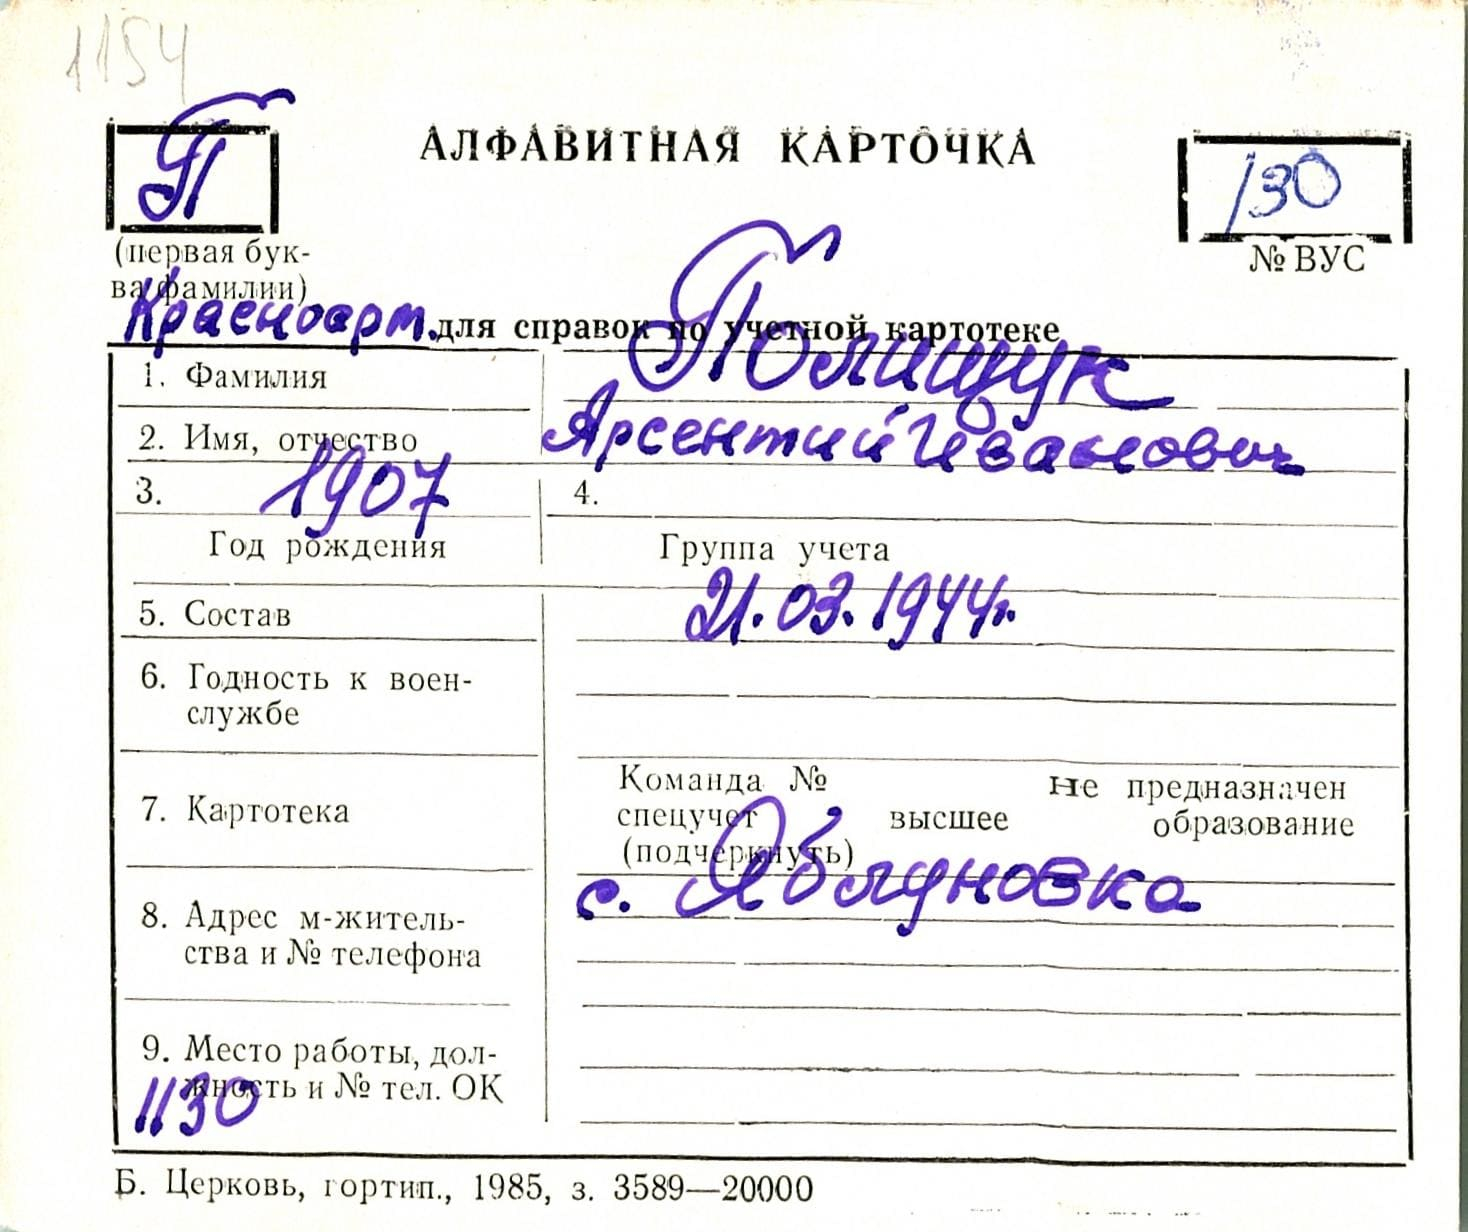 1154
П
АЛФАВИТНАЯ КАРТОЧКА
130
(первая бук-
ва фамилии)
№ ВУС
Красноарм. для справок по учетной картотеке
1. Фамилия Полищук
2. Имя, отчество Арсентий Иванович
3. 1907 4.
Год рождения Группа учета
5. Состав 21.03.1944г.
6. Годность к воен-
службе
7. Картотека
Команда № не предназначен
спецучет высшее образование
(подчеркнуть)
8. Адрес м-житель-
ства и № телефона
с. Яблуновка
9. Место работы, дол-
жность и № тел. ОК
1130
Б. Церковь, гортип., 1985, з. 3589—20000